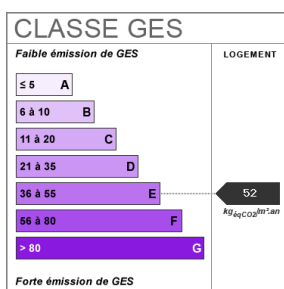 CLASSE GES
Faible émission de GES
LOGEMENT
≤ 5 A
6 à 10 B
11 à 20 C
21 à 35 D
36 à 55 E
52
kgéqCO2/m².an
56 à 80 F
> 80 G
Forte émission de GES